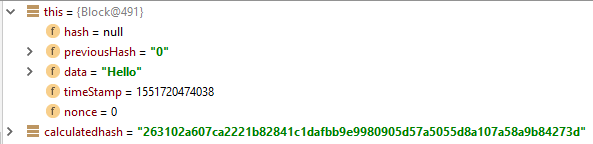 this = {Block@491}
f hash = null
f previousHash = "0"
f data = "Hello"
f timeStamp = 1551720474038
f nonce = 0
calculatedhash = "263102a607ca2221b82841c1dafbb9e9980905d57a5055d8a107a58a9b84273d"